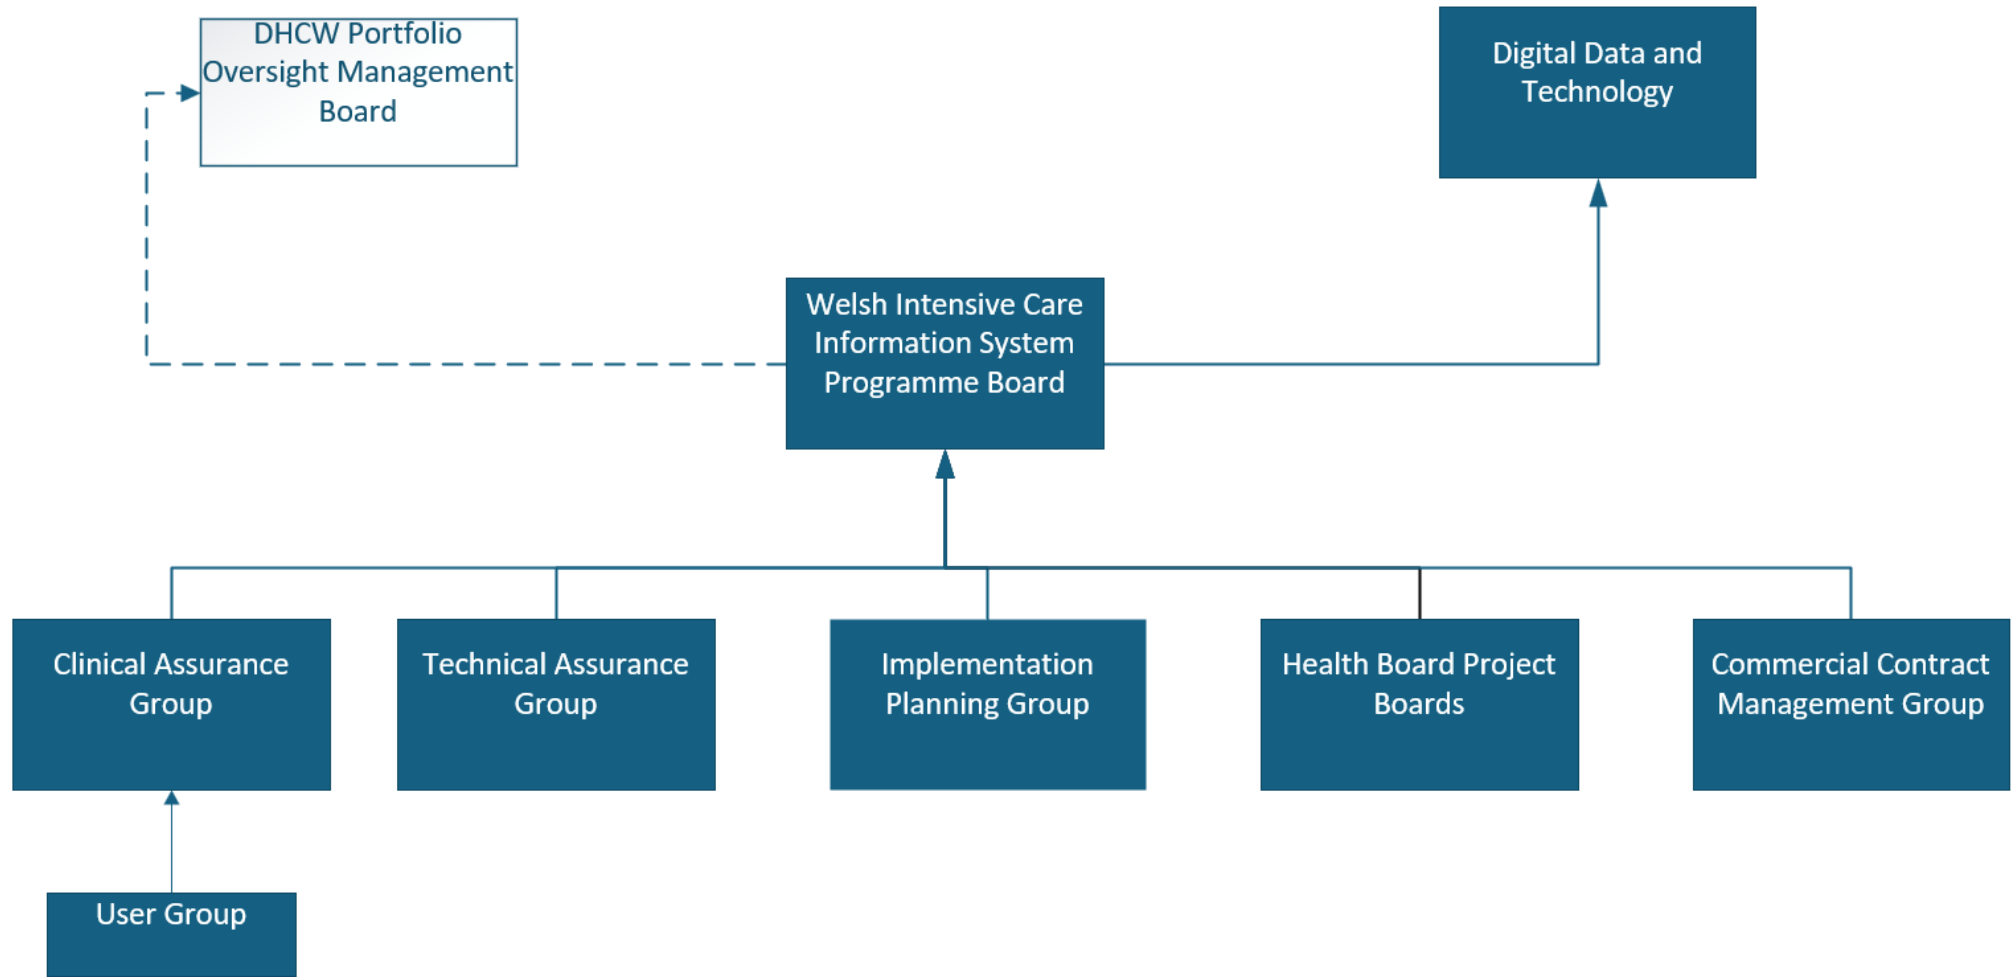 DHCW Portfolio
Oversight Management
Board
Digital Data and
Technology
Welsh Intensive Care
Information System
Programme Board
Clinical Assurance
Group
Technical Assurance
Group
Implementation
Planning Group
Health Board Project
Boards
Commercial Contract
Management Group
User Group